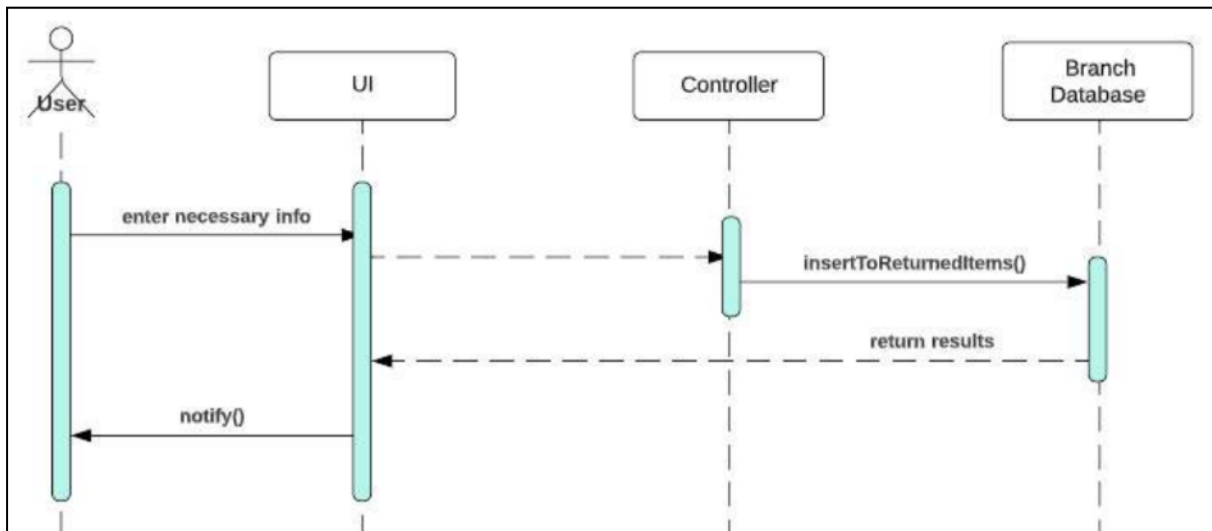 User
UI
Controller
Branch
Database
enter necessary info
insertToReturnedItems()
return results
notify()